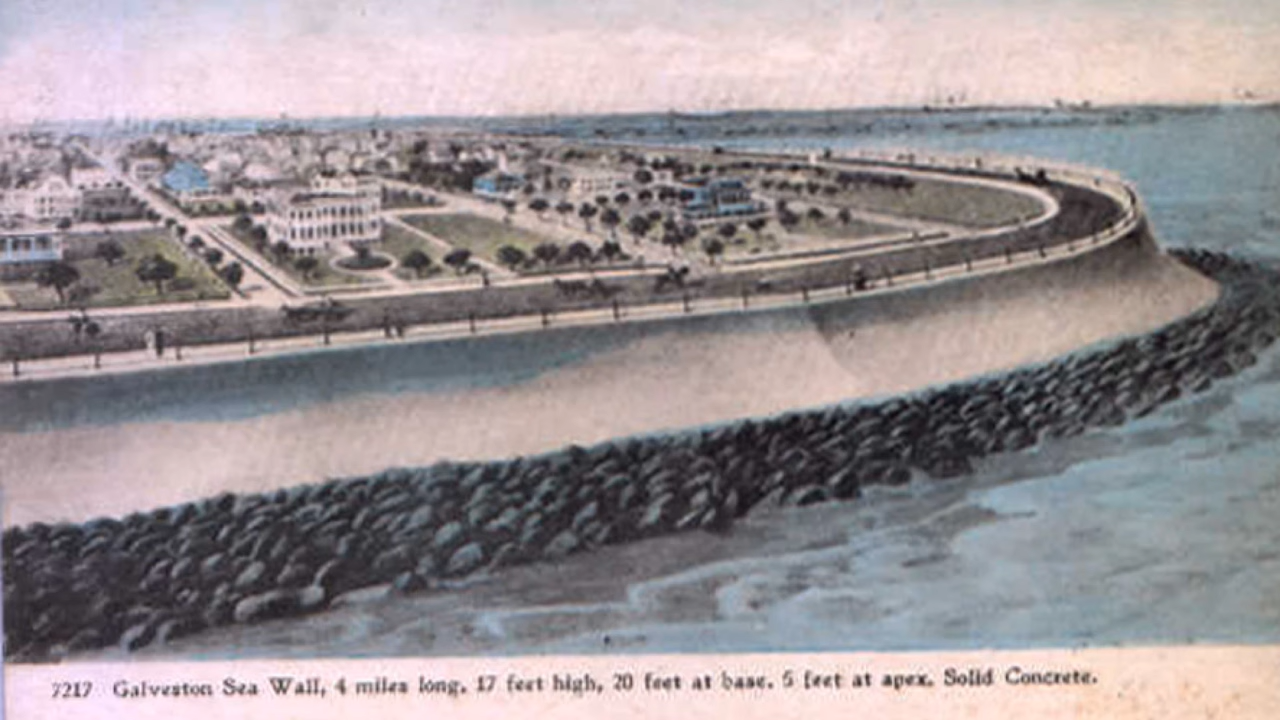 7217 Galveston Sea Wall, 4 miles long, 17 feet high, 20 feet at base. 5 feet at apex. Solid Concrete.